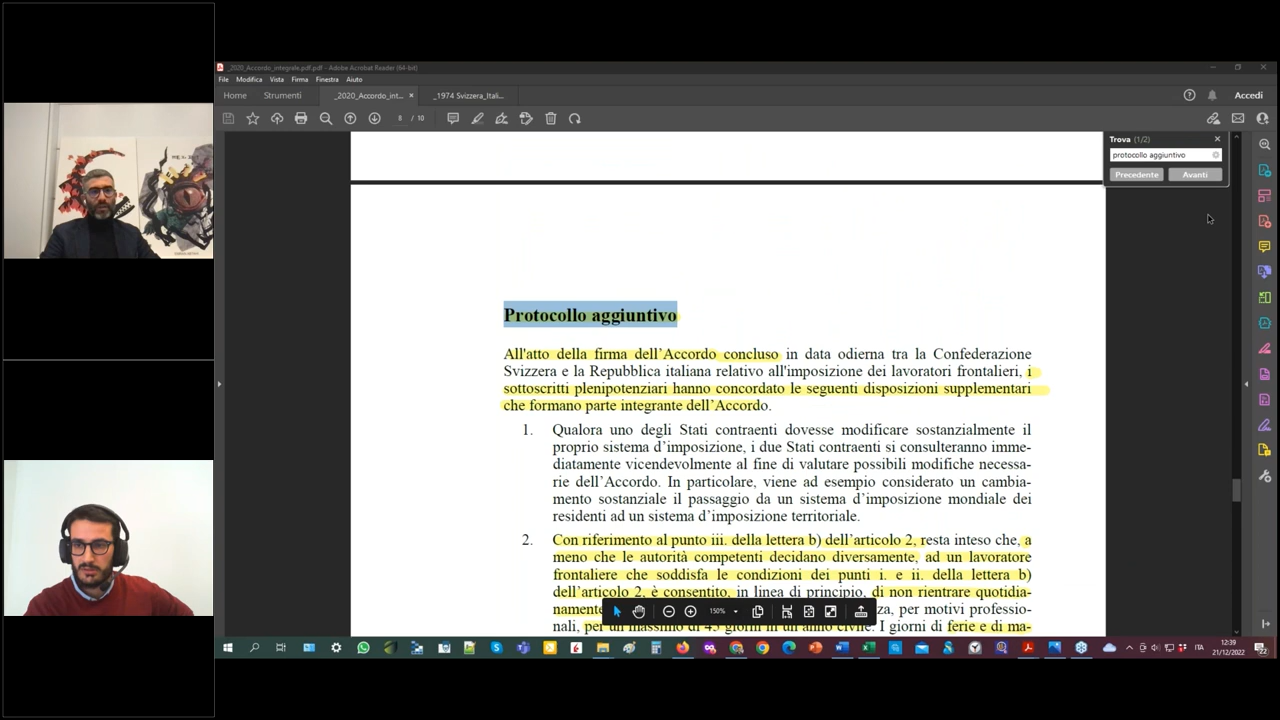 _2020_Accordo_integrale.pdf.pdf - Adobe Acrobat Reader (64-bit)
File Modifica Vista Firma Finestra Aiuto
Home Strumenti _2020_Accordo_int... × _1974 Svizzera_Itali... Accedi
8 / 10
Trova (1/2)
protocollo aggiuntivo
Precedente Avanti
Protocollo aggiuntivo
All'atto della firma dell'Accordo concluso in data odierna tra la Confederazione
Svizzera e la Repubblica italiana relativo all'imposizione dei lavoratori frontalieri, i
sottoscritti plenipotenziari hanno concordato le seguenti disposizioni supplementari
che formano parte integrante dell'Accordo.
1. Qualora uno degli Stati contraenti dovesse modificare sostanzialmente il
proprio sistema d'imposizione, i due Stati contraenti si consulteranno imme-
diatamente vicendevolmente al fine di valutare possibili modifiche necessa-
rie dell'Accordo. In particolare, viene ad esempio considerato un cambia-
mento sostanziale il passaggio da un sistema d'imposizione mondiale dei
residenti ad un sistema d'imposizione territoriale.
2. Con riferimento al punto iii. della lettera b) dell'articolo 2, resta inteso che, a
meno che le autorità competenti decidano diversamente, ad un lavoratore
frontaliere che soddisfa le condizioni dei punti i. e ii. della lettera b)
dell'articolo 2, è consentito, in linea di principio, di non rientrare quotidia-
namente za, per motivi professio-
nali, per un massimo di 45 giorni in un anno civile. I giorni di ferie e di ma-
150%
ITA
12:39
21/12/2022